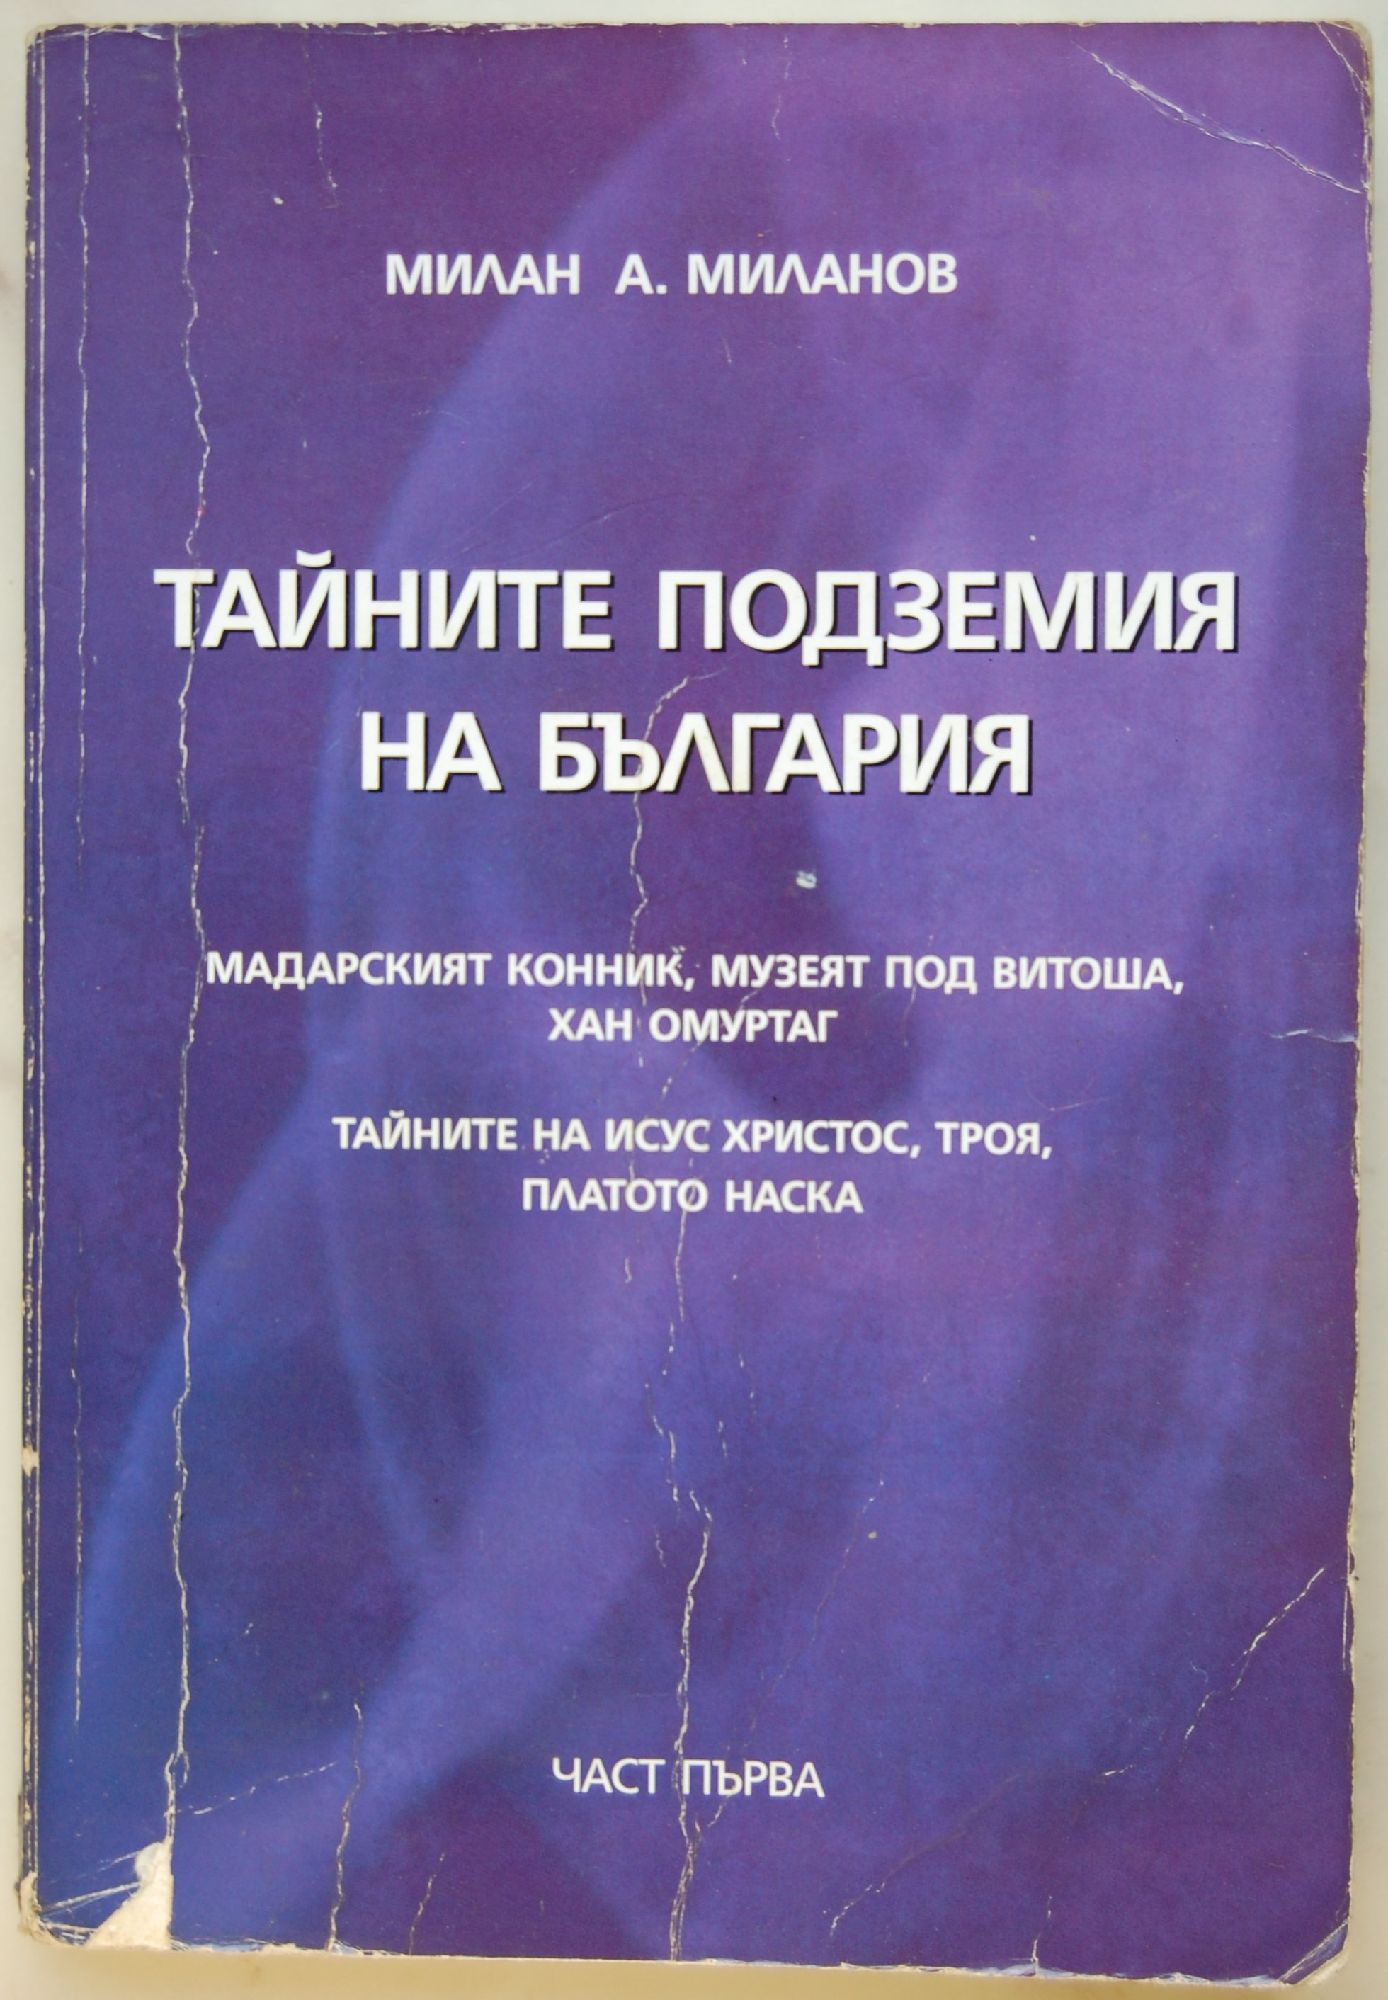 МИЛАН А. МИЛАНОВ
ТАЙНИТЕ ПОДЗЕМИЯ
НА БЪЛГАРИЯ
МАДАРСКИЯТ КОННИК, МУЗЕЯТ ПОД ВИТОША,
ХАН ОМУРТАГ
ТАЙНИТЕ НА ИСУС ХРИСТОС, ТРОЯ,
ПЛАТОТО НАСКА
ЧАСТ ПЪРВА